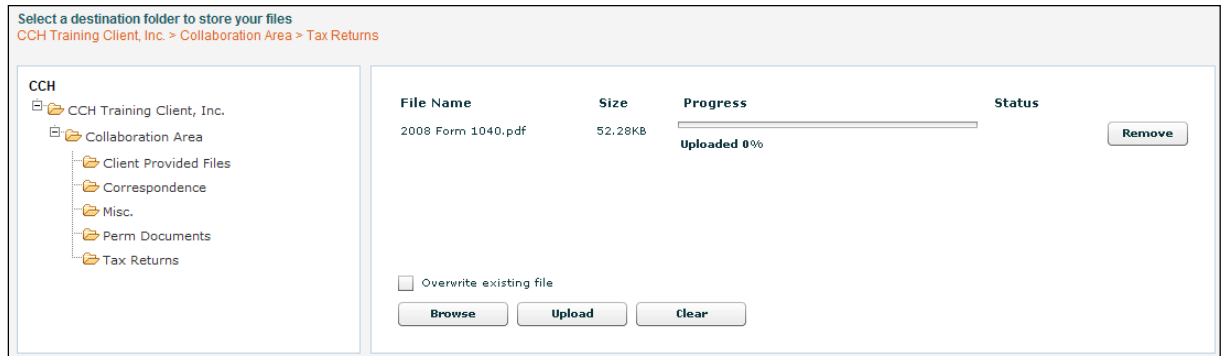 Select a destination folder to store your files
CCH Training Client, Inc. > Collaboration Area > Tax Returns
CCH
CCH Training Client, Inc.
Collaboration Area
Client Provided Files
Correspondence
Misc.
Perm Documents
Tax Returns
File Name Size Progress Status
2008 Form 1040.pdf 52.28KB Remove
Uploaded 0%
Overwrite existing file
Browse Upload Clear